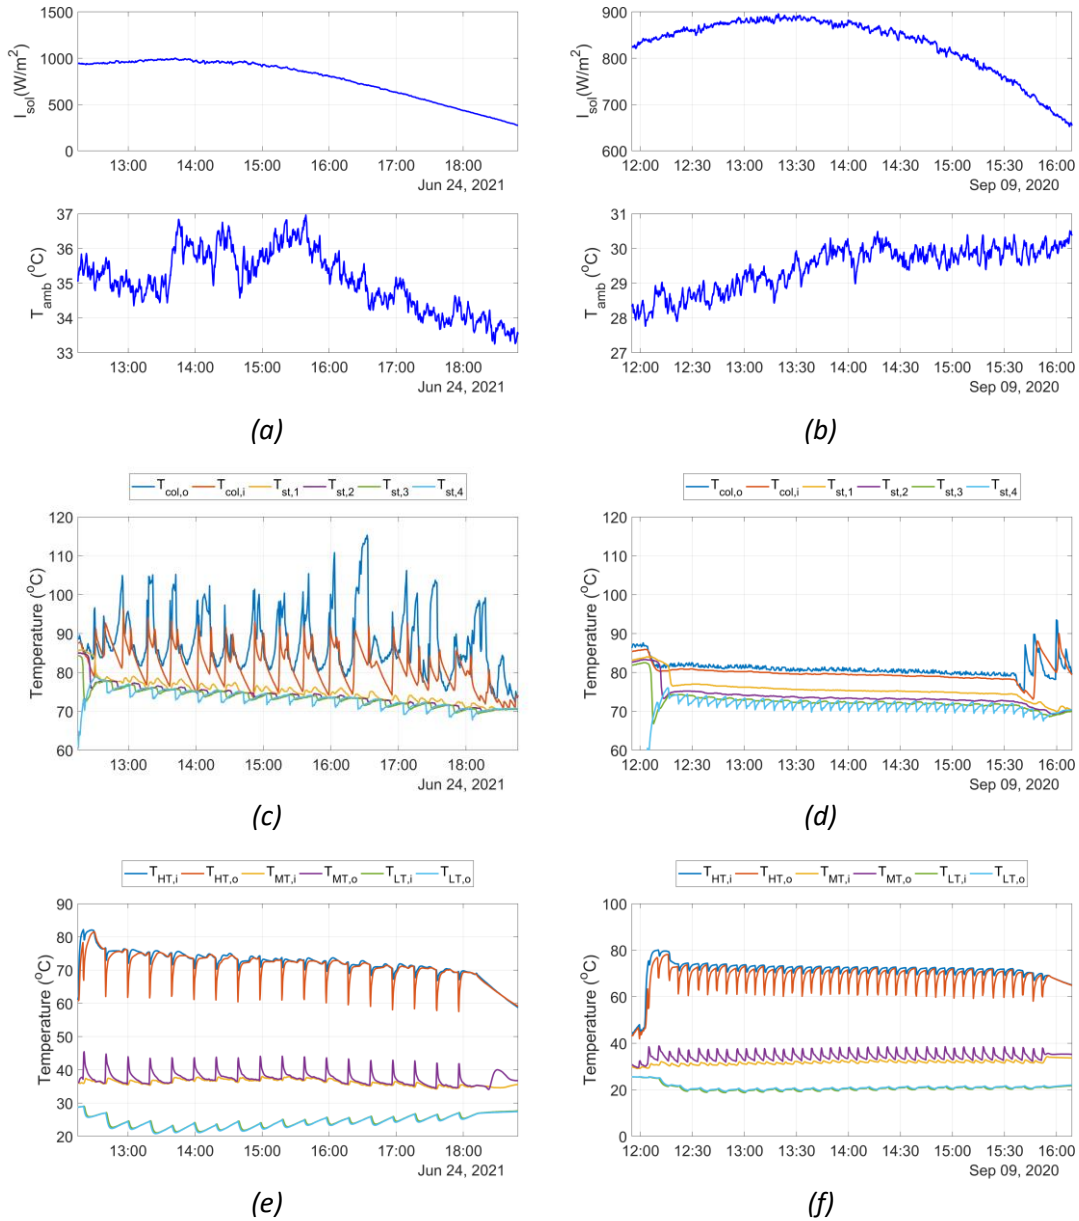 1500
1000
500
0
I_sol(W/m²)
13:00 14:00 15:00 16:00 17:00 18:00
Jun 24, 2021
900
800
700
600
I_sol(W/m²)
12:00 12:30 13:00 13:30 14:00 14:30 15:00 15:30 16:00
Sep 09, 2020
37
36
35
34
33
T_amb (°C)
13:00 14:00 15:00 16:00 17:00 18:00
Jun 24, 2021
31
30
29
28
27
T_amb (°C)
12:00 12:30 13:00 13:30 14:00 14:30 15:00 15:30 16:00
Sep 09, 2020
(a)
(b)
T_col,o T_col,i T_st,1 T_st,2 T_st,3 T_st,4
120
110
100
90
80
70
60
Temperature (°C)
13:00 14:00 15:00 16:00 17:00 18:00
Jun 24, 2021
T_col,o T_col,i T_st,1 T_st,2 T_st,3 T_st,4
120
110
100
90
80
70
60
Temperature (°C)
12:00 12:30 13:00 13:30 14:00 14:30 15:00 15:30 16:00
Sep 09, 2020
(c)
(d)
T_HT,i T_HT,o T_MT,i T_MT,o T_LT,i T_LT,o
90
80
70
60
50
40
30
20
Temperature (°C)
13:00 14:00 15:00 16:00 17:00 18:00
Jun 24, 2021
T_HT,i T_HT,o T_MT,i T_MT,o T_LT,i T_LT,o
100
80
60
40
20
0
Temperature (°C)
12:00 12:30 13:00 13:30 14:00 14:30 15:00 15:30 16:00
Sep 09, 2020
(e)
(f)